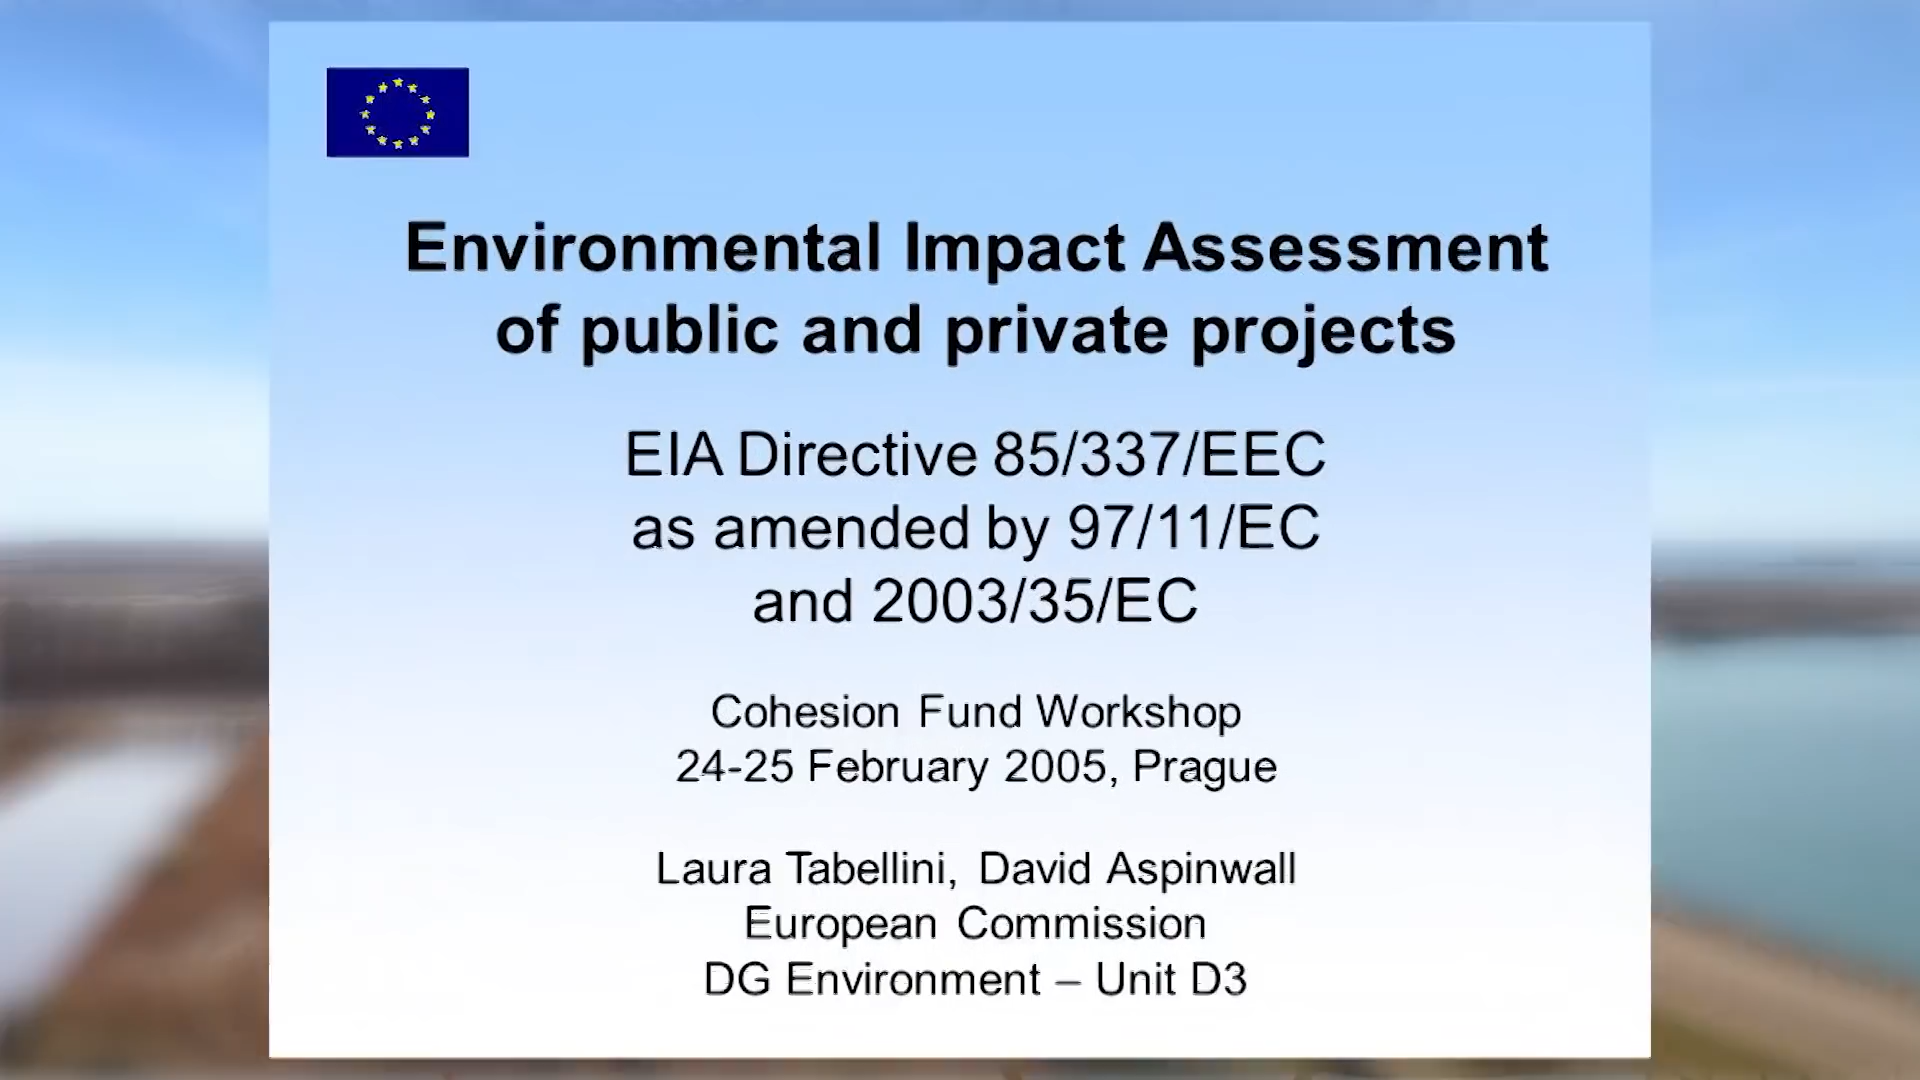 Environmental Impact Assessment
of public and private projects
EIA Directive 85/337/EEC
as amended by 97/11/EC
and 2003/35/EC
Cohesion Fund Workshop
24-25 February 2005, Prague
Laura Tabellini, David Aspinwall
European Commission
DG Environment – Unit D3